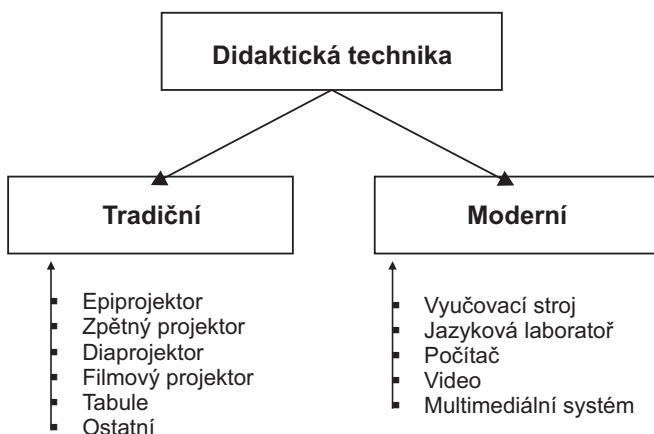 Didaktická technika
Tradiční
Moderní
▪ Epiprojektor
▪ Zpětný projektor
▪ Diaprojektor
▪ Filmový projektor
▪ Tabule
▪ Ostatní
▪ Vyučovací stroj
▪ Jazyková laboratoř
▪ Počítač
▪ Video
▪ Multimediální systém